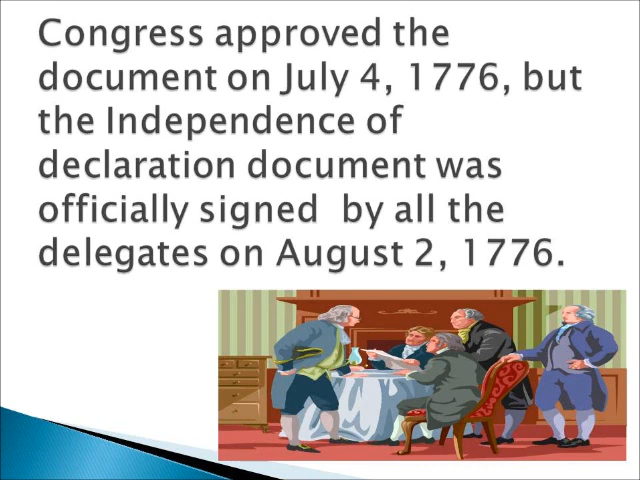 Congress approved the
document on July 4, 1776, but
the Independence of
declaration document was
officially signed  by all the
delegates on August 2, 1776.